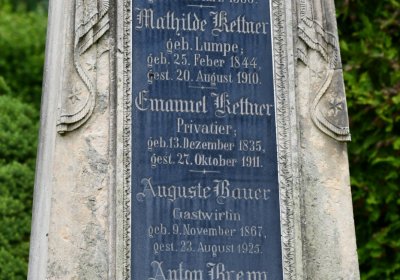 Mathilde Kettner
geb. Lumpe;
geb. 25. Feber 1844,
gest. 20. August 1910.
Emanuel Kettner
Privatier;
geb. 13. Dezember 1835,
gest. 27. Oktober 1911.
Auguste Bauer
Gastwirtin
geb. 9. November 1867,
gest. 23. August 1925.
Anton